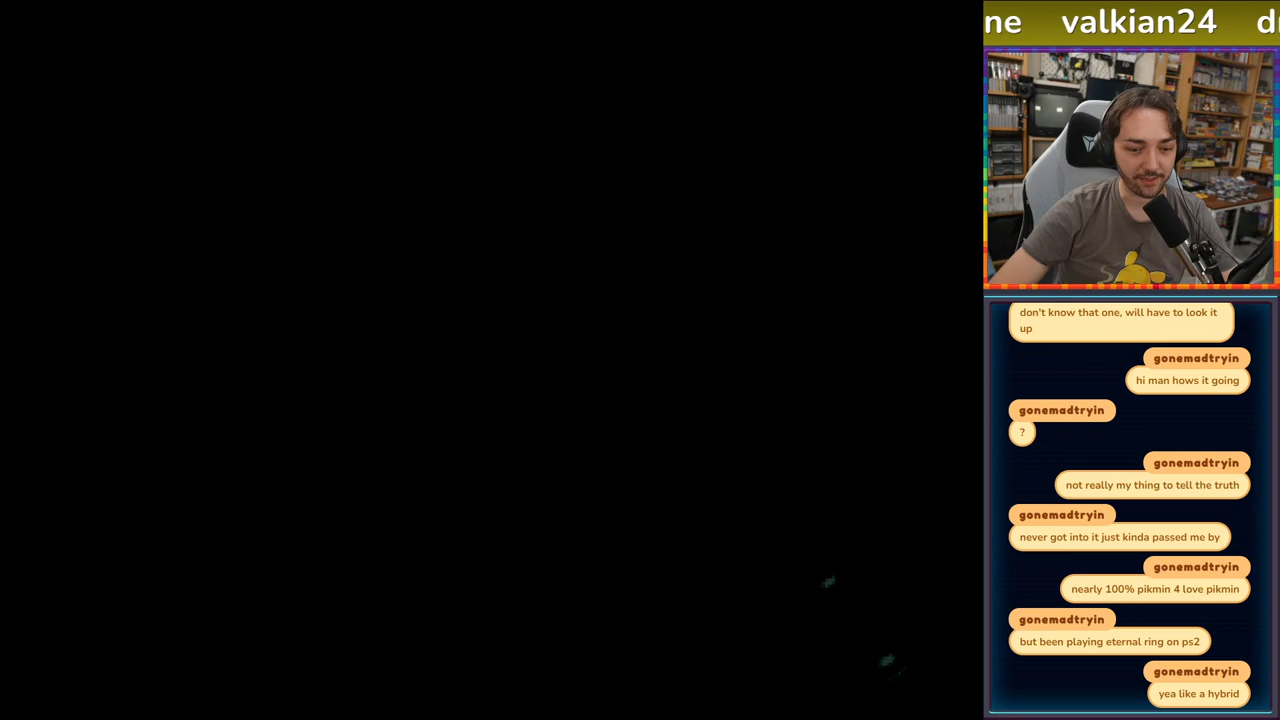 ne valkian24
don't know that one, will have to look it
up
gonemadtryin
hi man hows it going
gonemadtryin
?
gonemadtryin
not really my thing to tell the truth
gonemadtryin
never got into it just kinda passed me by
gonemadtryin
nearly 100% pikmin 4 love pikmin
gonemadtryin
but been playing eternal ring on ps2
gonemadtryin
yea like a hybrid